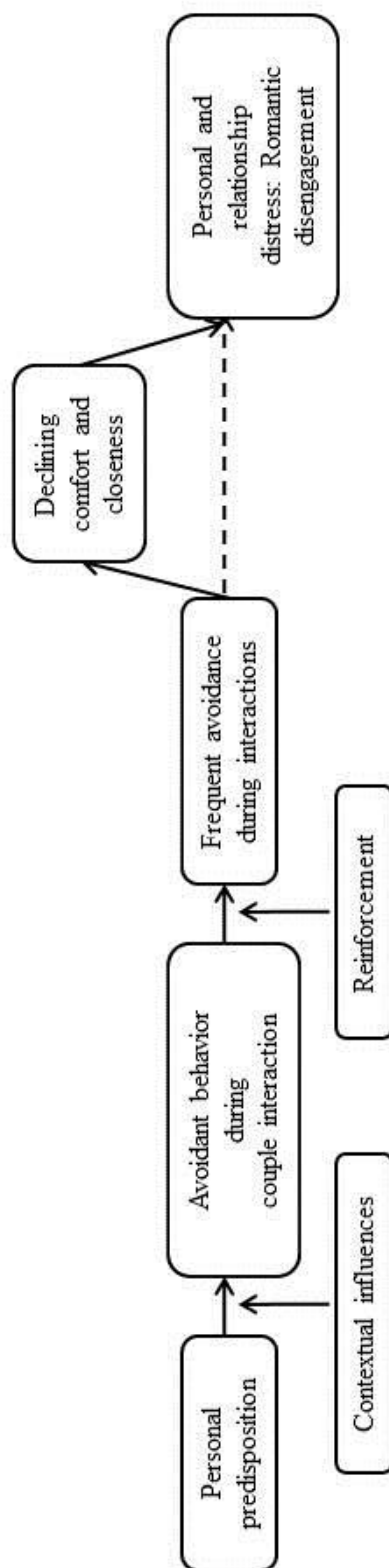 Personal
predisposition
Contextual influences
Avoidant behavior
during
couple interaction
Reinforcement
Frequent avoidance
during interactions
Declining
comfort and
closeness
Personal and
relationship
distress: Romantic
disengagement